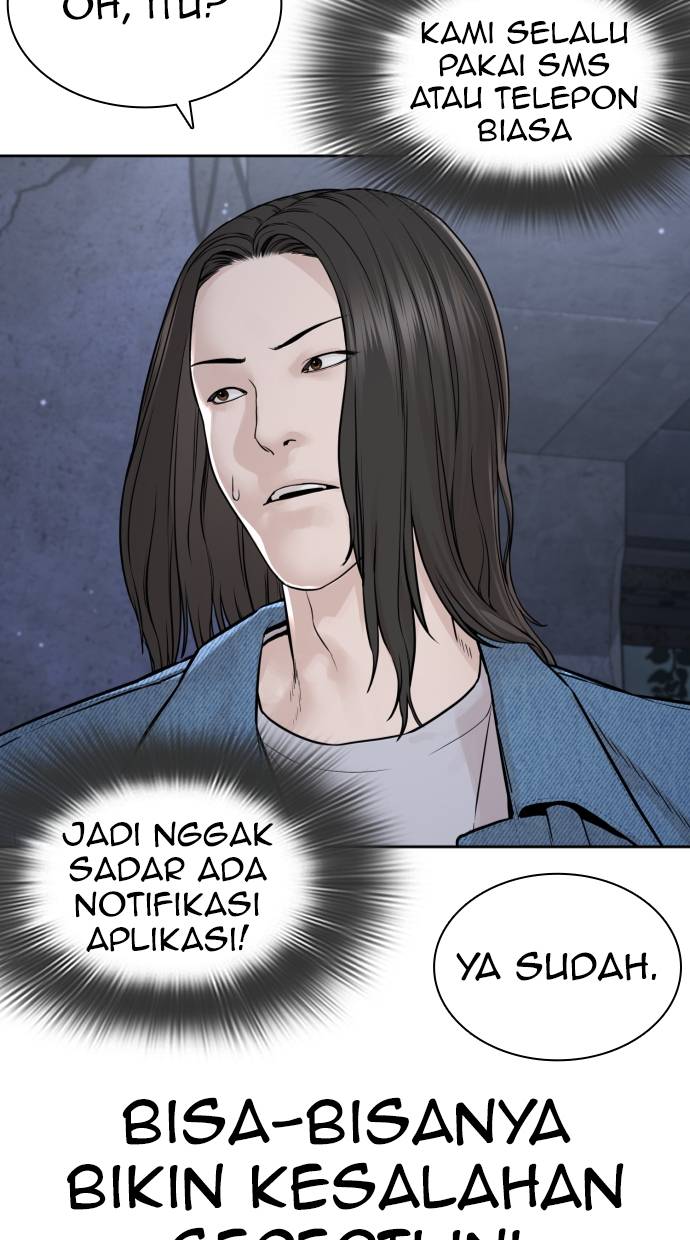 OH, ITU?
KAMI SELALU
PAKAI SMS
ATAU TELEPON
BIASA
JADI NGGAK
SADAR ADA
NOTIFIKASI
APLIKASI!
YA SUDAH.
BISA-BISANYA
BIKIN KESALAHAN